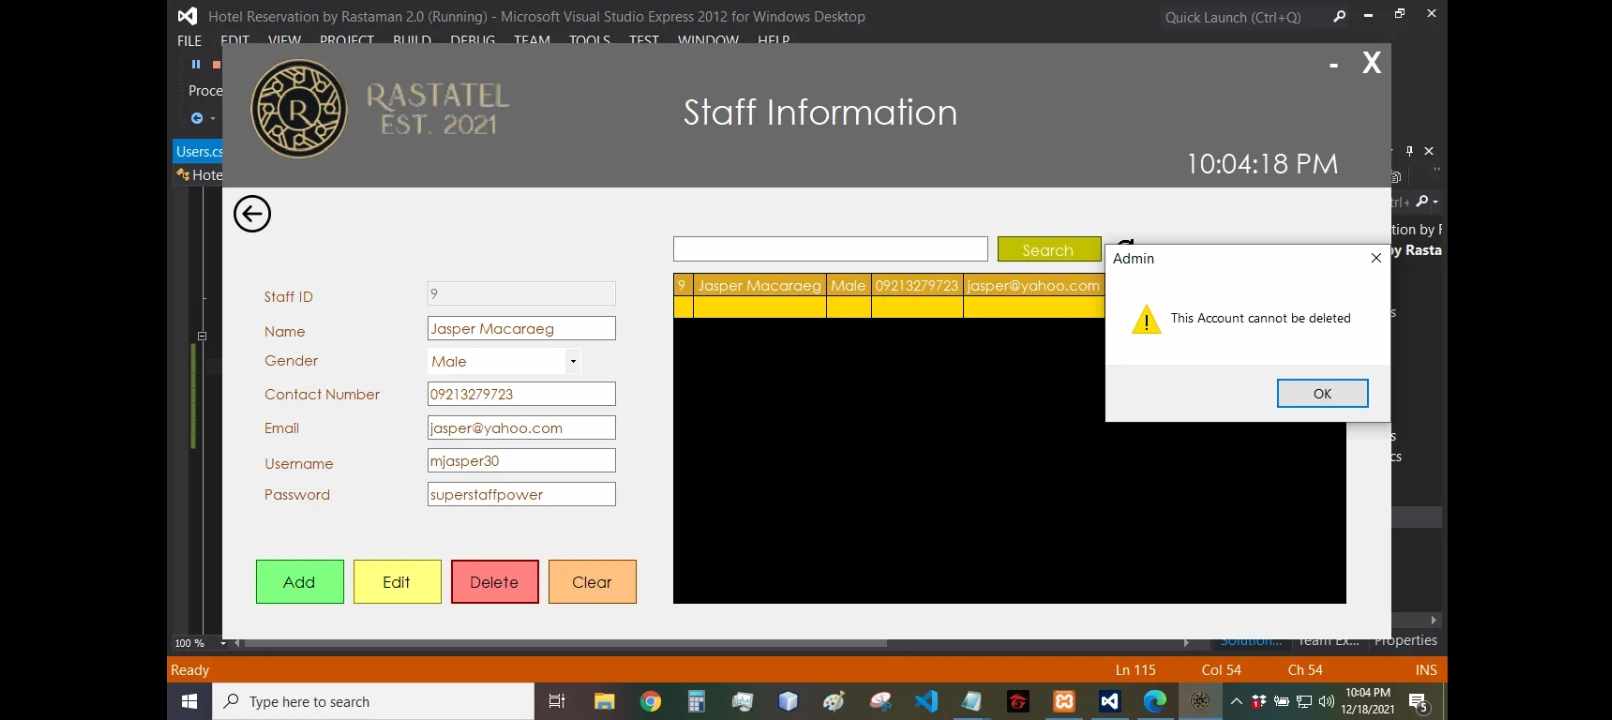 Hotel Reservation by Rastaman 2.0 (Running) - Microsoft Visual Studio Express 2012 for Windows Desktop
Quick Launch (Ctrl+Q)
FILE EDIT VIEW PROJECT BUILD DEBUG TEAM TOOLS TEST WINDOW HELP
Proce
R
RASTATEL
EST. 2021
Staff Information
- X
10:04:18 PM
Users.cs
Hote
Search
trl+
tion by R
by Rasta
Staff ID 9
Name Jasper Macaraeg
Gender Male
Contact Number 09213279723
Email jasper@yahoo.com
Username mjasper30
Password superstaffpower
9 Jasper Macaraeg Male 09213279723 jasper@yahoo.com
Admin
This Account cannot be deleted
OK
s
s
cs
Add Edit Delete Clear
100 %
Solution... Team Ex... Properties
Ready
Ln 115 Col 54 Ch 54 INS
Type here to search
10:04 PM
12/18/2021
5